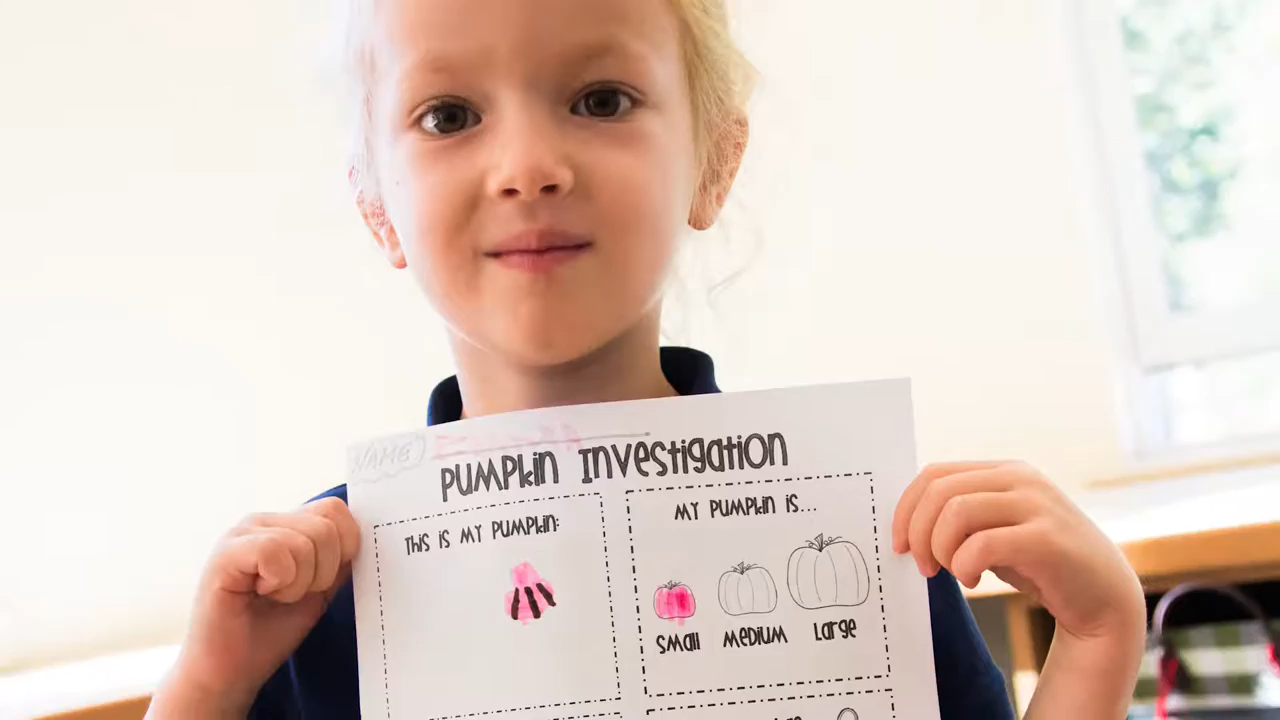 NAME
Pumpkin Investigation
This is my pumpkin:
My pumpkin is...
Small Medium Large